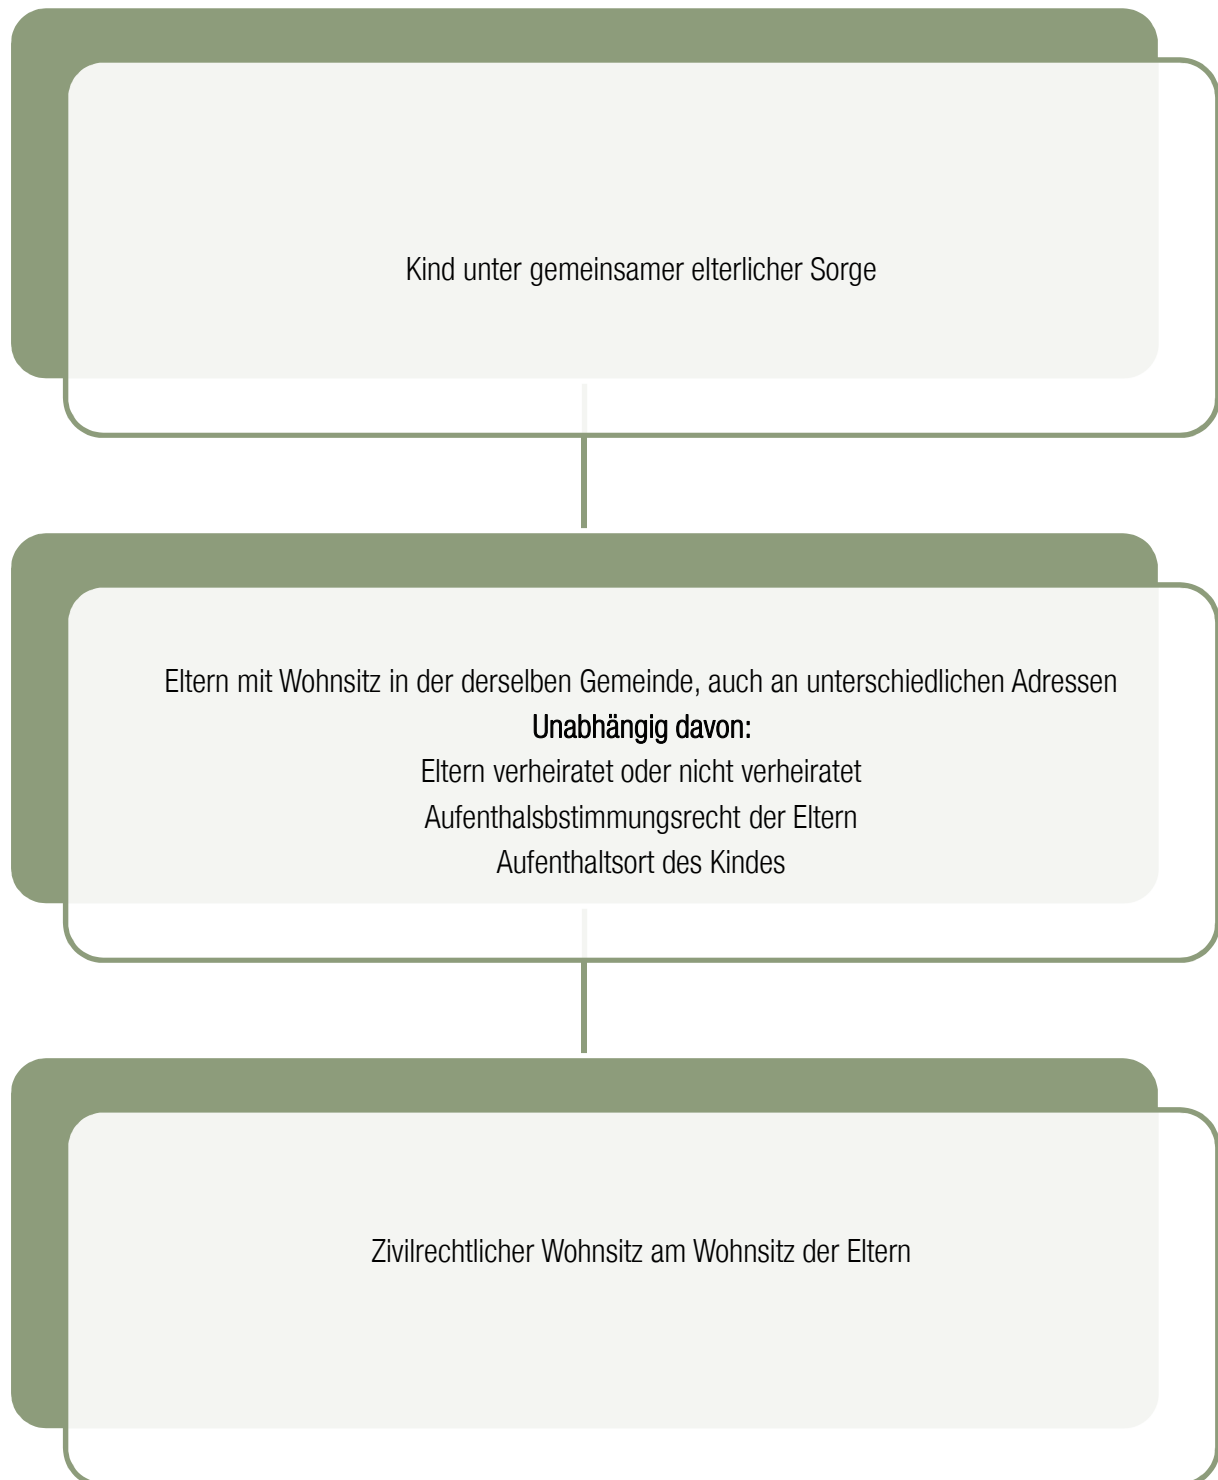 Kind unter gemeinsamer elterlicher Sorge
Eltern mit Wohnsitz in der derselben Gemeinde, auch an unterschiedlichen Adressen
Unabhängig davon:
Eltern verheiratet oder nicht verheiratet
Aufenthalsbstimmungsrecht der Eltern
Aufenthaltsort des Kindes
Zivilrechtlicher Wohnsitz am Wohnsitz der Eltern